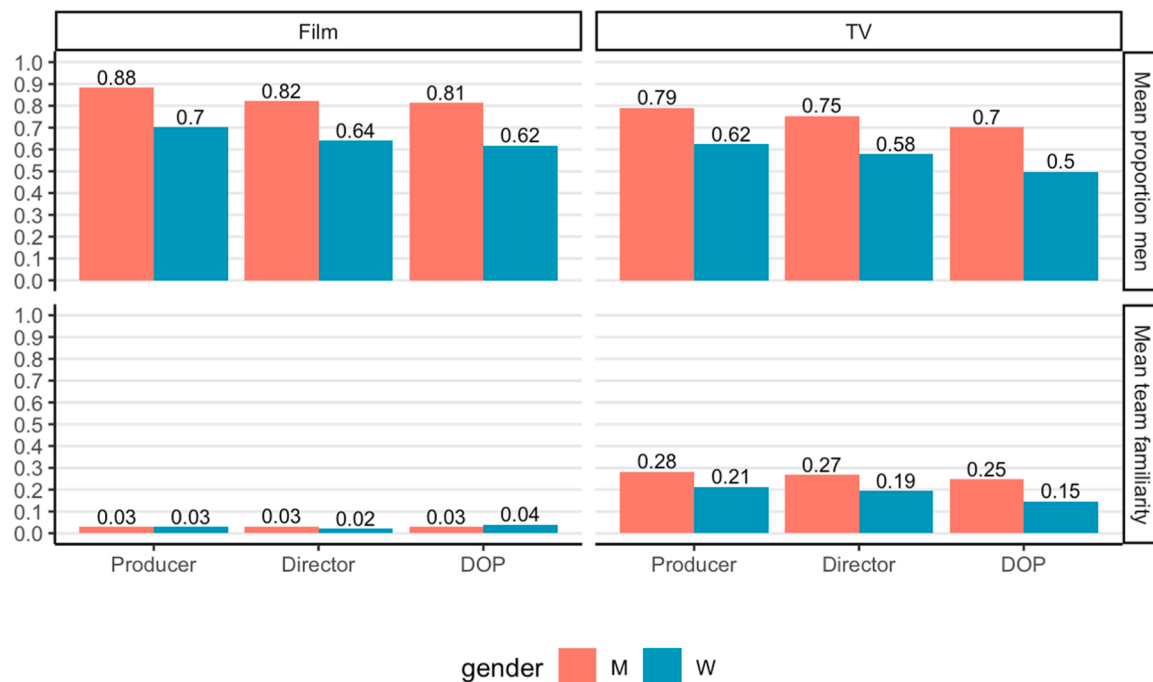 Film TV
1.0
0.9
0.8
0.7
0.6
0.5
0.4
0.3
0.2
0.1
0.0
0.88 0.7 0.82 0.64 0.81 0.62
0.79 0.62 0.75 0.58 0.7 0.5
Mean proportion men
1.0
0.9
0.8
0.7
0.6
0.5
0.4
0.3
0.2
0.1
0.0
0.03 0.03 0.03 0.02 0.03 0.04
0.28 0.21 0.27 0.19 0.25 0.15
Mean team familiarity
Producer Director DOP Producer Director DOP
gender M W